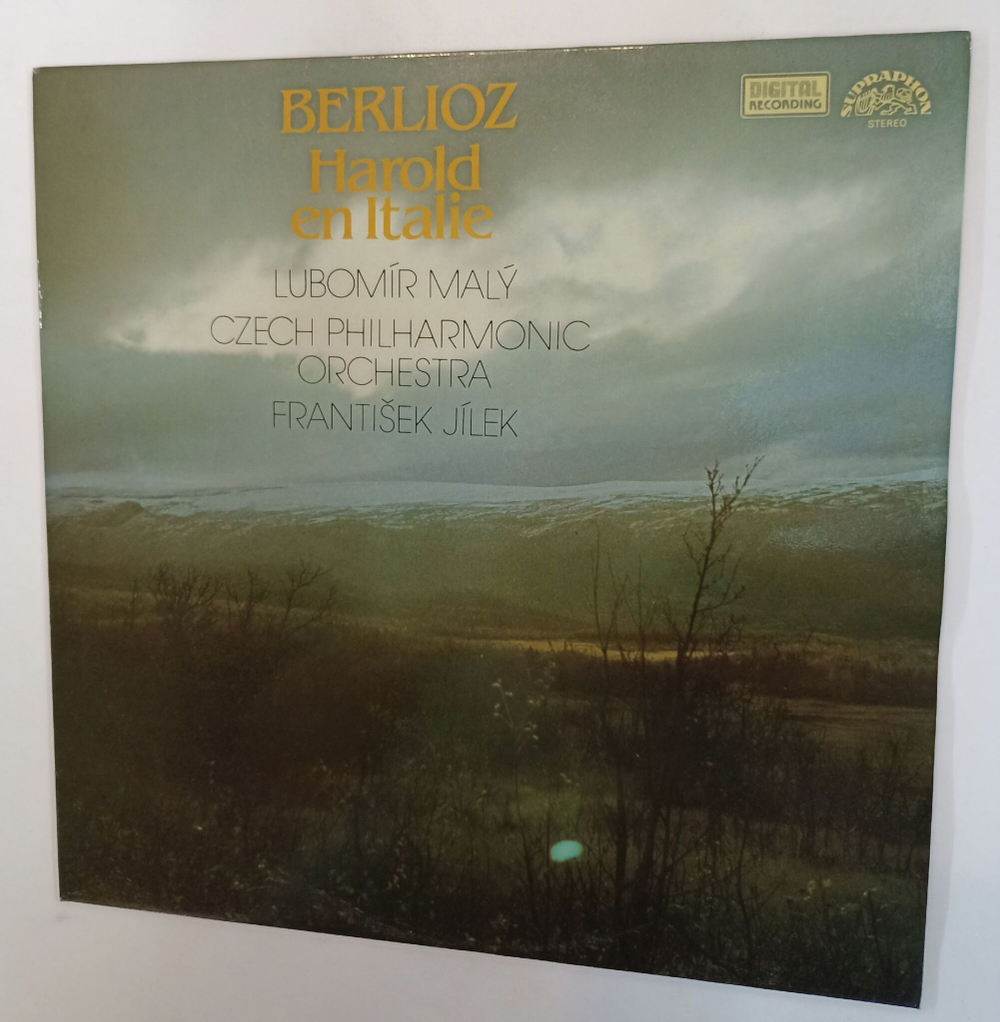 BERLIOZ
Harold
en Italie
LUBOMÍR MALÝ
CZECH PHILHARMONIC
ORCHESTRA
FRANTIŠEK JÍLEK
DIGITAL
RECORDING
SUPRAPHON
STEREO